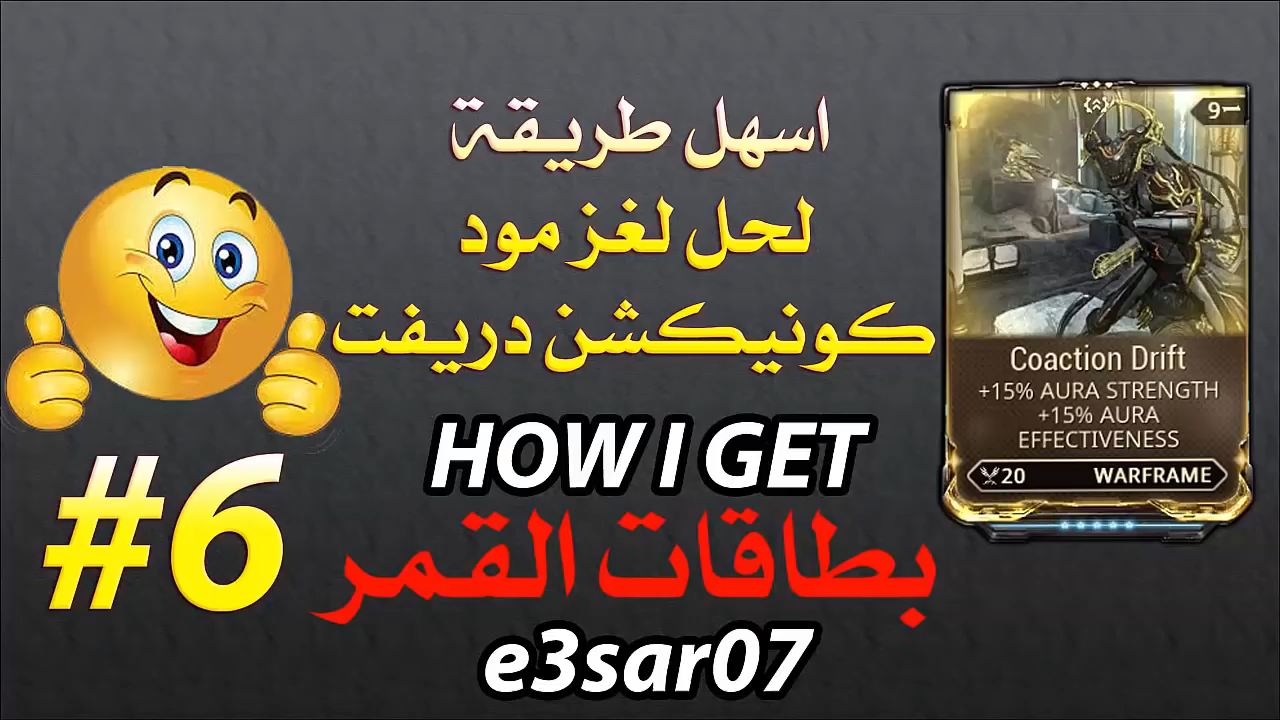 اسهل طريقة
لحل لغز مود
كونيكشن دريفت
HOW I GET
بطاقات القمر
e3sar07
#6
9
Coaction Drift
+15% AURA STRENGTH
+15% AURA
EFFECTIVENESS
20 WARFRAME